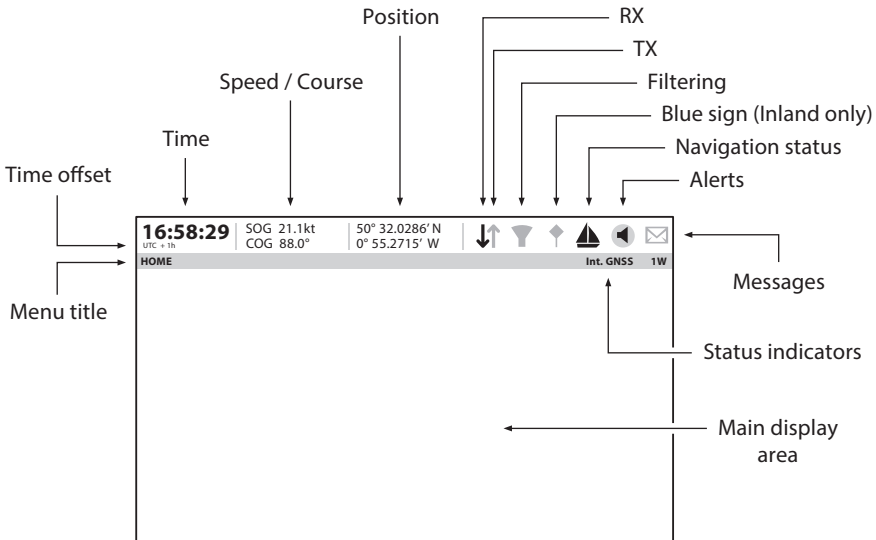 Position
RX
TX
Speed / Course
Filtering
Blue sign (Inland only)
Time
Navigation status
Time offset
Alerts
16:58:29
UTC + 1h
SOG 21.1kt
COG 88.0°
50° 32.0286' N
0° 55.2715' W
HOME
Int. GNSS 1W
Messages
Menu title
Status indicators
Main display
area